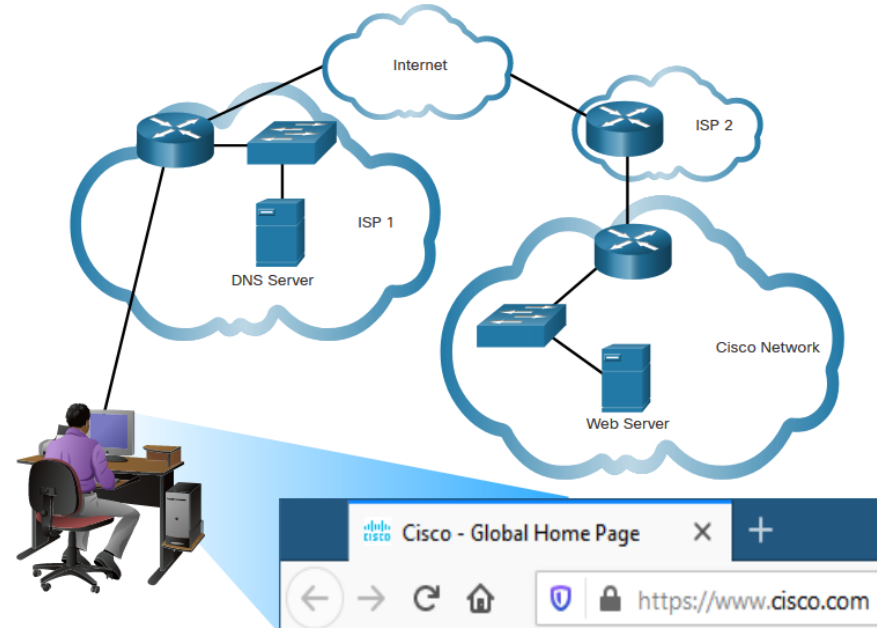 Internet
ISP 2
ISP 1
DNS Server
Cisco Network
Web Server
CISCO Cisco - Global Home Page
https://www.cisco.com